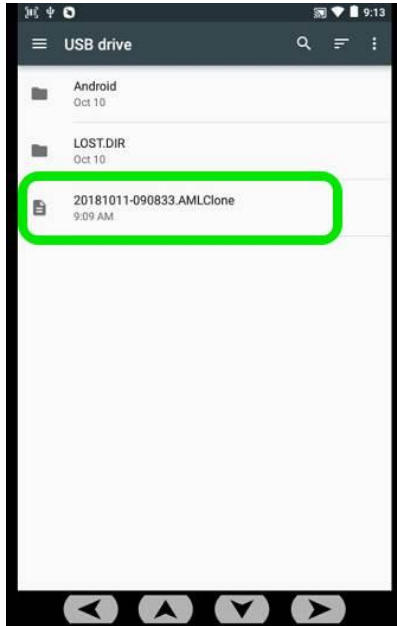 9:13
USB drive
Android
Oct 10
LOST.DIR
Oct 10
20181011-090833.AMLClone
9:09 AM